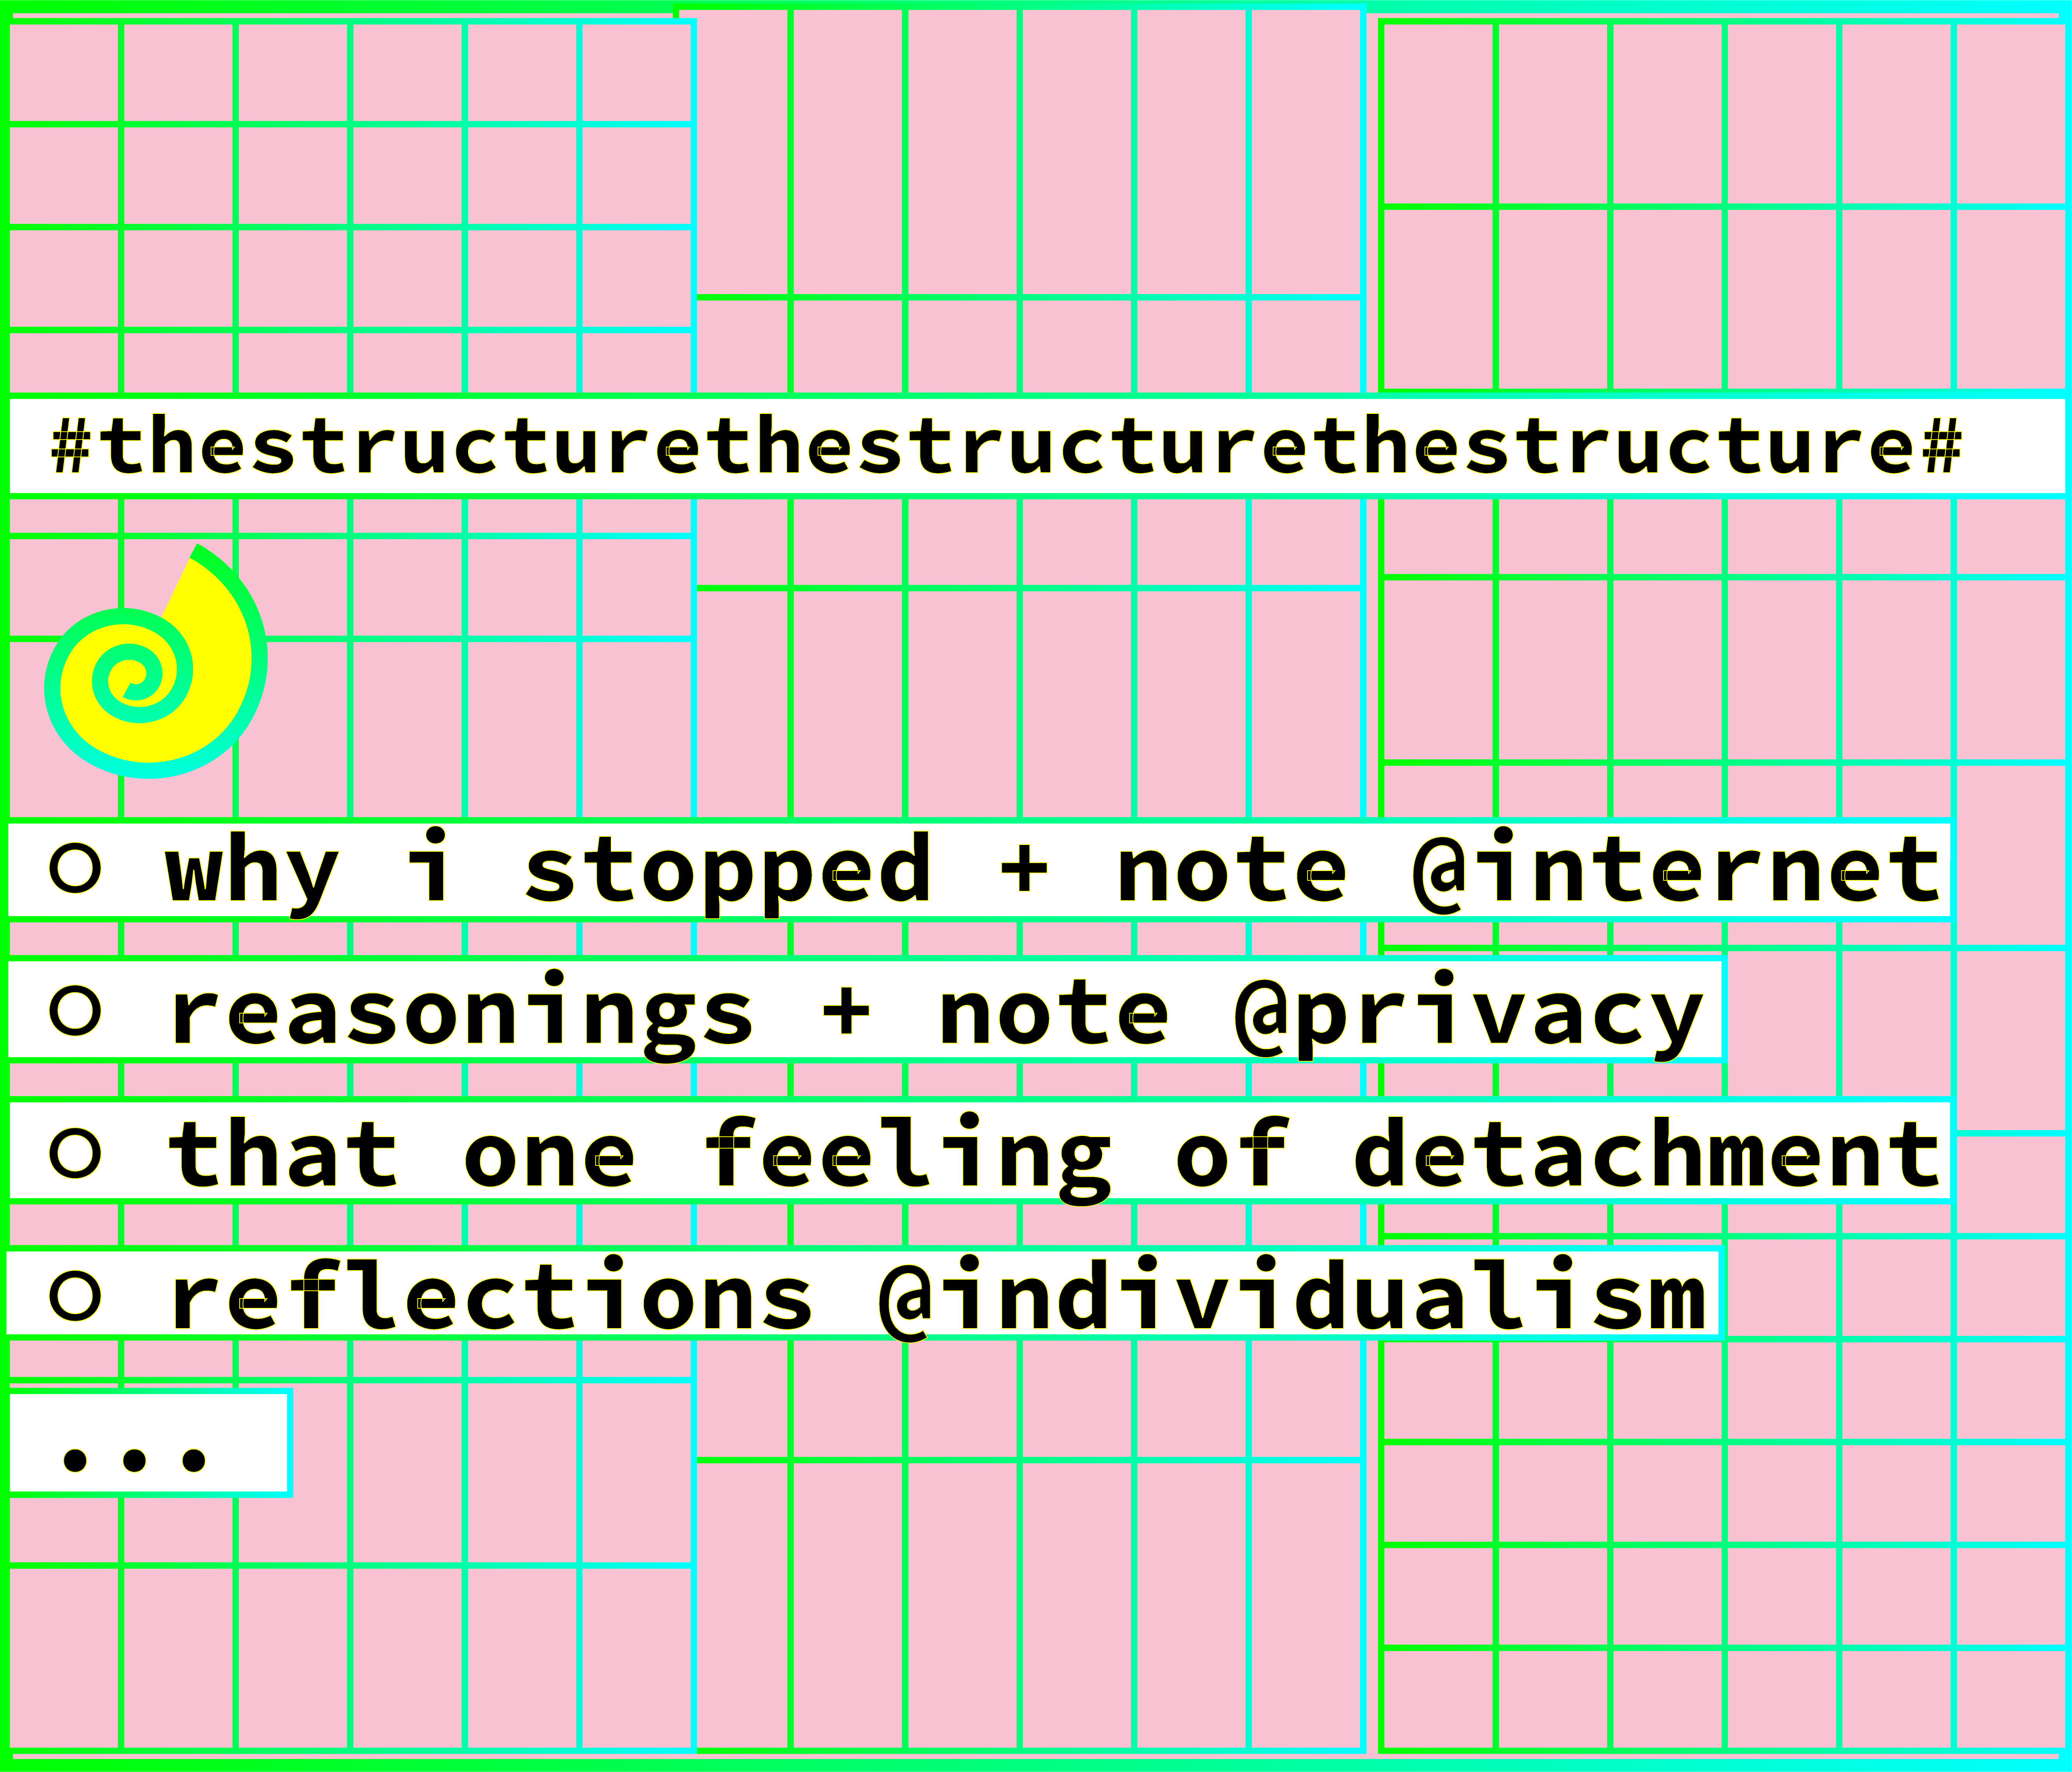 #thestructurethestructurethestructure#
○ why i stopped + note @internet
○ reasonings + note @privacy
○ that one feeling of detachment
○ reflections @individualism
...